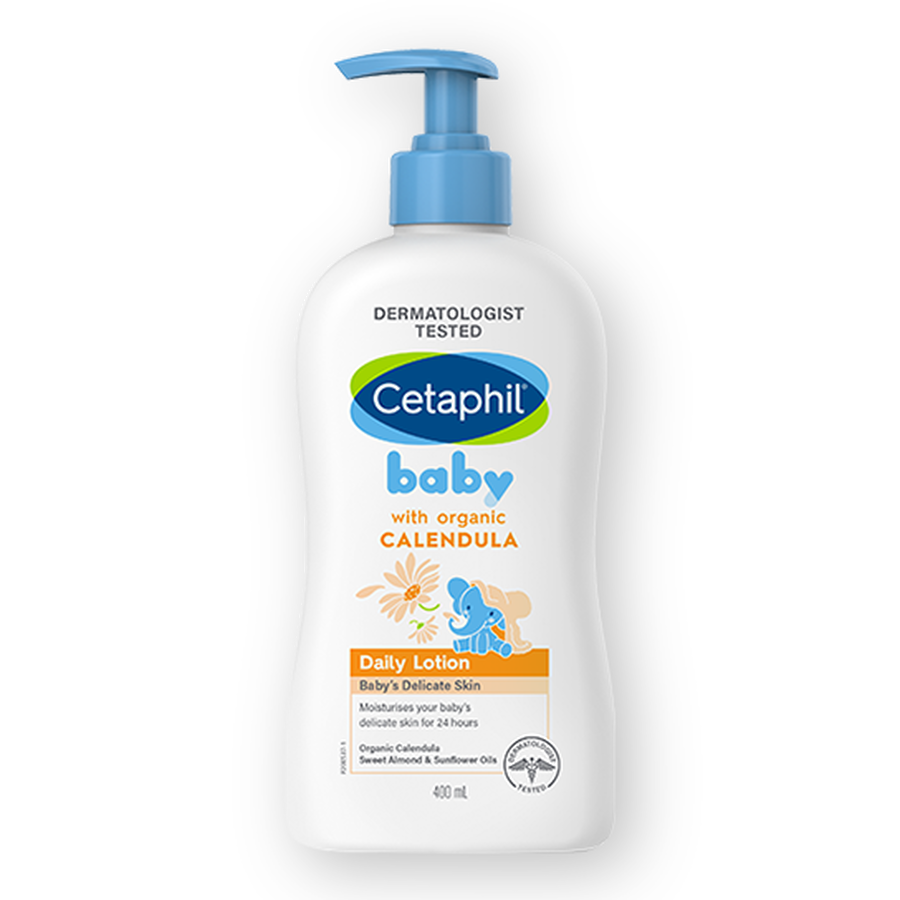 DERMATOLOGIST
TESTED
Cetaphil®
baby
with organic
CALENDULA
Daily Lotion
Baby's Delicate Skin
Moisturises your baby's
delicate skin for 24 hours
Organic Calendula
Sweet Almond & Sunflower Oils
DERMATOLOGIST
TESTED
400 mL